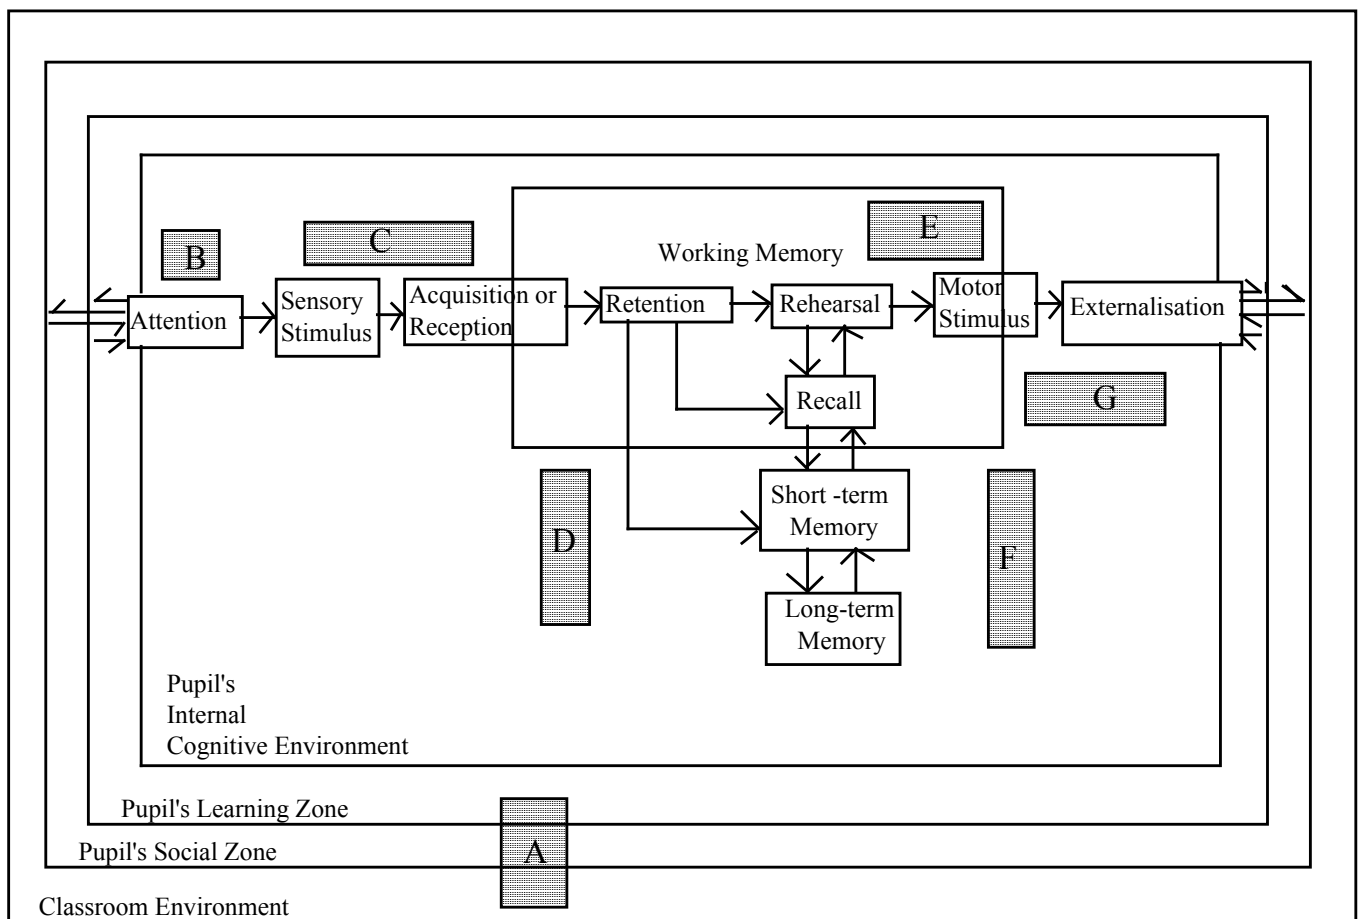 E
B
C
Working Memory
Attention
Sensory
Stimulus
Acquisition or
Reception
Retention
Rehearsal
Motor
Stimulus
Externalisation
Recall
G
D
Short -term
Memory
F
Long-term
Memory
Pupil's
Internal
Cognitive Environment
Pupil's Learning Zone
Pupil's Social Zone
A
Classroom Environment